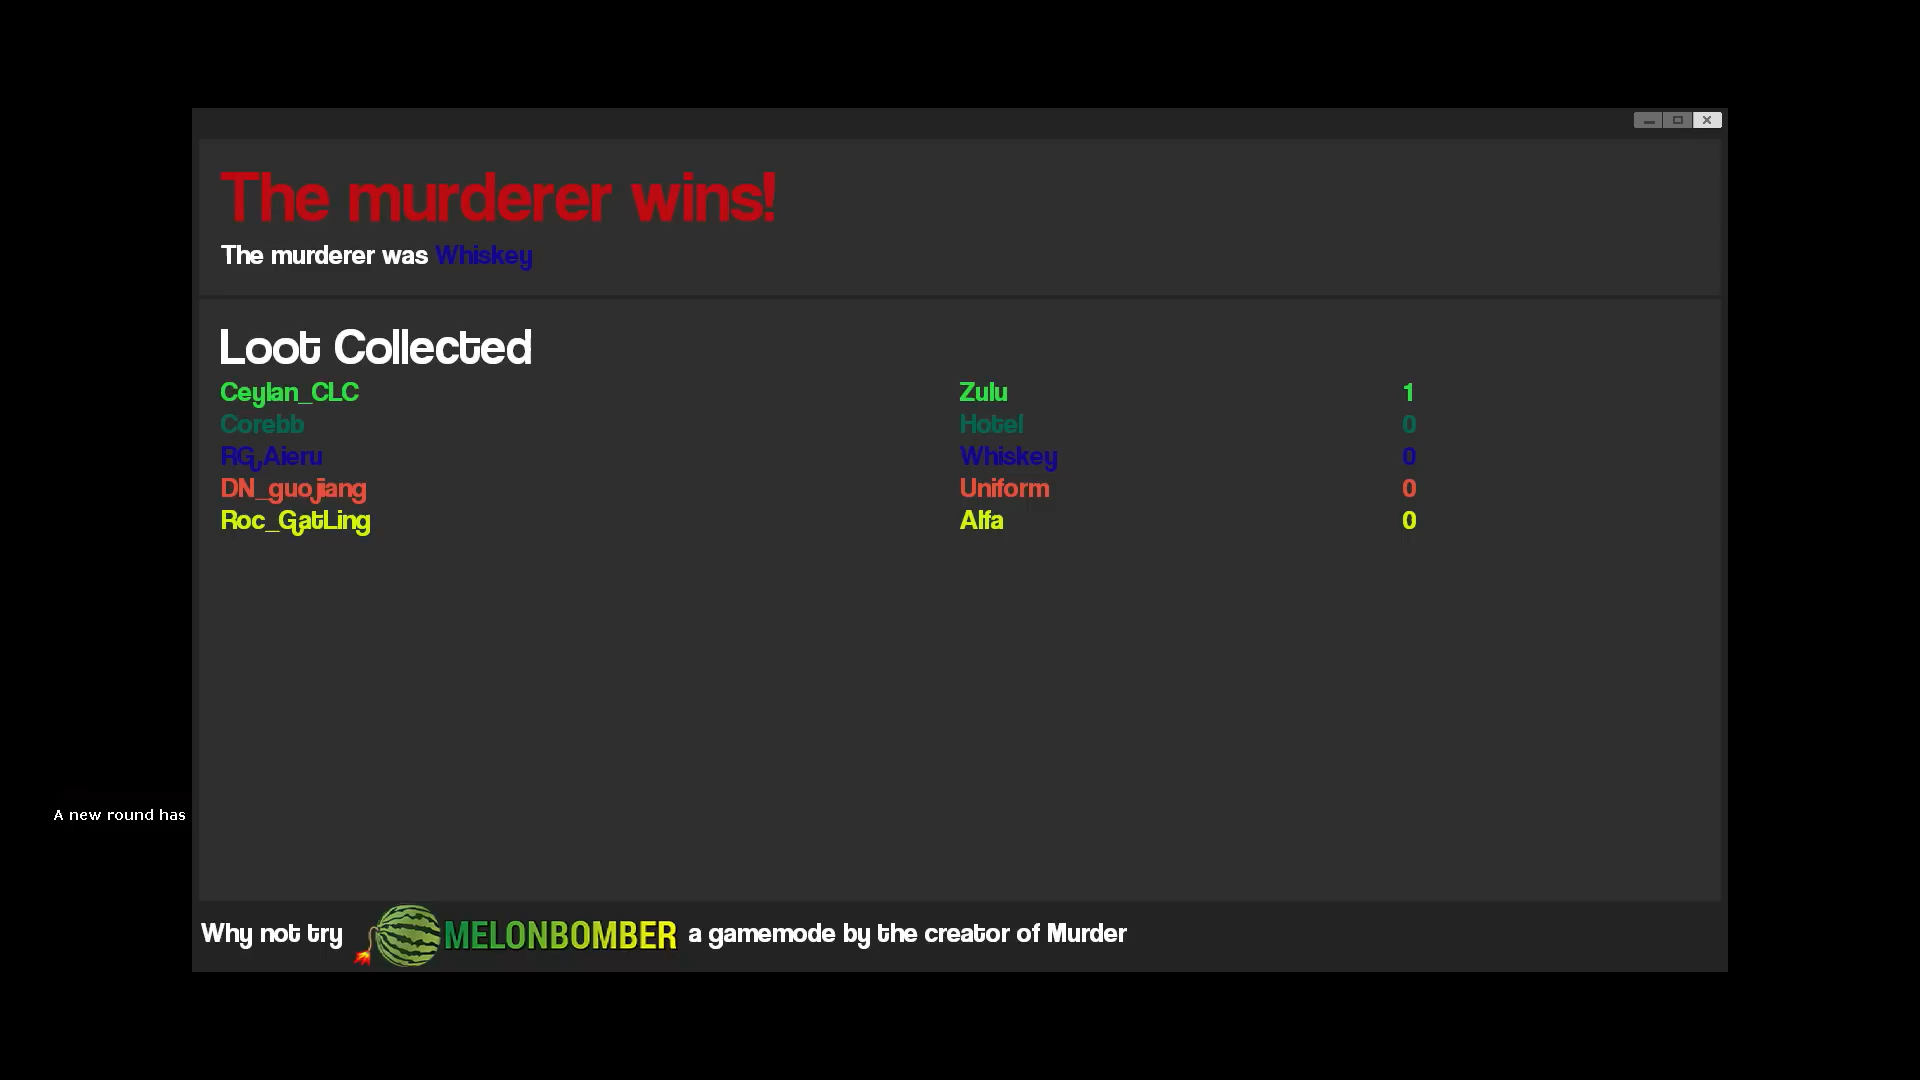 The murderer wins!
The murderer was Whiskey
Loot Collected
Ceylan_CLC Zulu 1
Corebb Hotel 0
RG_Aieru Whiskey 0
DN_guojiang Uniform 0
Roc_GatLing Alfa 0
A new round has
Why not try MELONBOMBER a gamemode by the creator of Murder